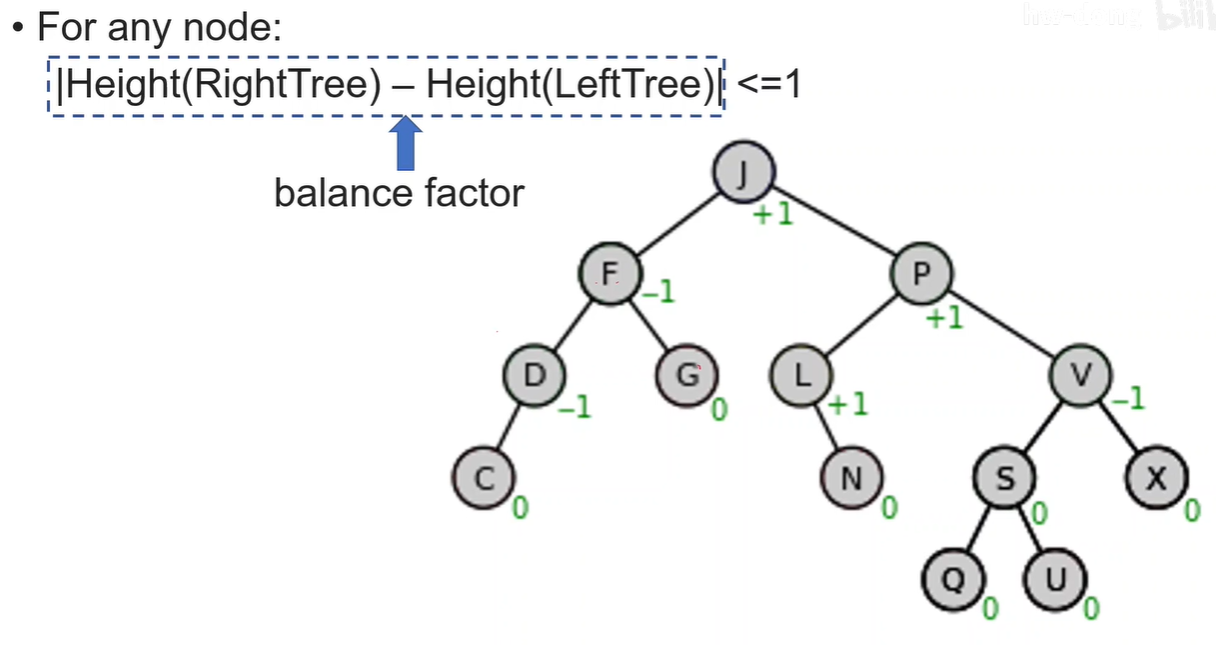 • For any node:
|Height(RightTree) – Height(LeftTree)| <=1
balance factor
J
+1
F
–1
P
+1
D
–1
G
0
L
+1
V
–1
C
0
N
0
S
0
X
0
Q
0
U
0